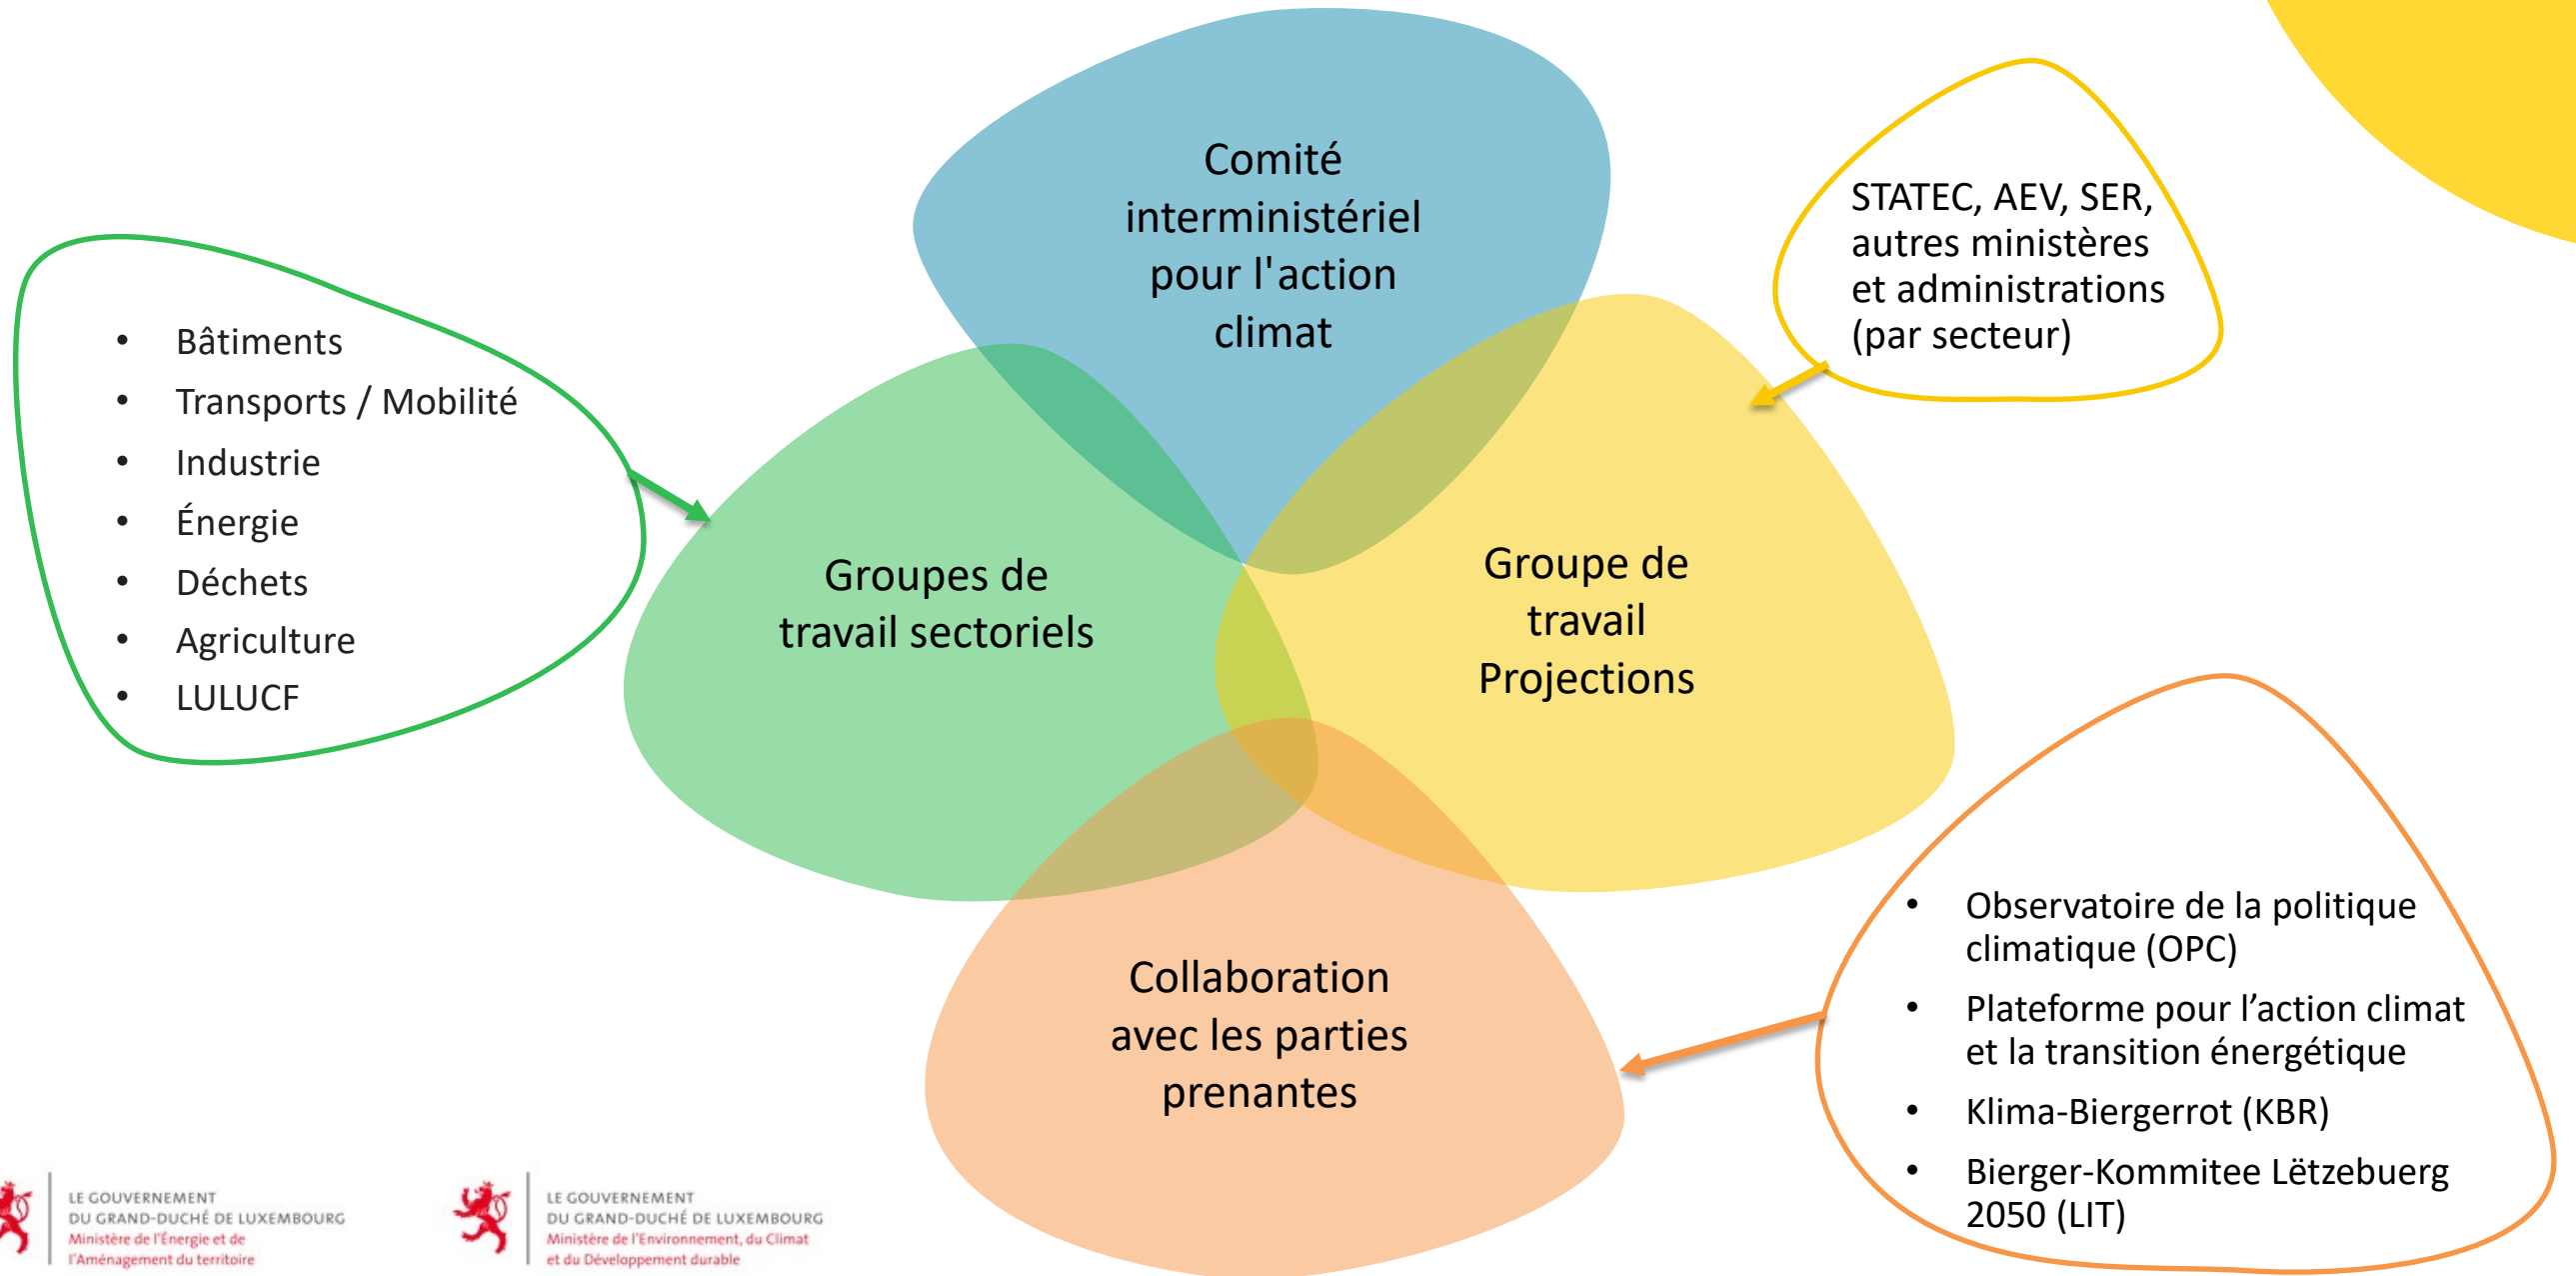 Comité
interministériel
pour l'action
climat
STATEC, AEV, SER,
autres ministères
et administrations
(par secteur)
• Bâtiments
• Transports / Mobilité
• Industrie
• Énergie
• Déchets
• Agriculture
• LULUCF
Groupes de
travail sectoriels
Groupe de
travail
Projections
Collaboration
avec les parties
prenantes
• Observatoire de la politique
climatique (OPC)
• Plateforme pour l’action climat
et la transition énergétique
• Klima-Biergerrot (KBR)
• Bierger-Kommitee Lëtzebuerg
2050 (LIT)
LE GOUVERNEMENT
DU GRAND-DUCHÉ DE LUXEMBOURG
Ministère de l'Énergie et de
l'Aménagement du territoire
LE GOUVERNEMENT
DU GRAND-DUCHÉ DE LUXEMBOURG
Ministère de l'Environnement, du Climat
et du Développement durable